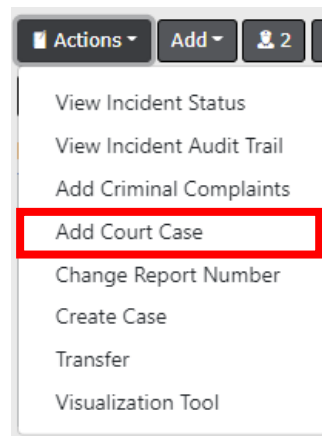 Actions Add 2
View Incident Status
View Incident Audit Trail
Add Criminal Complaints
Add Court Case
Change Report Number
Create Case
Transfer
Visualization Tool